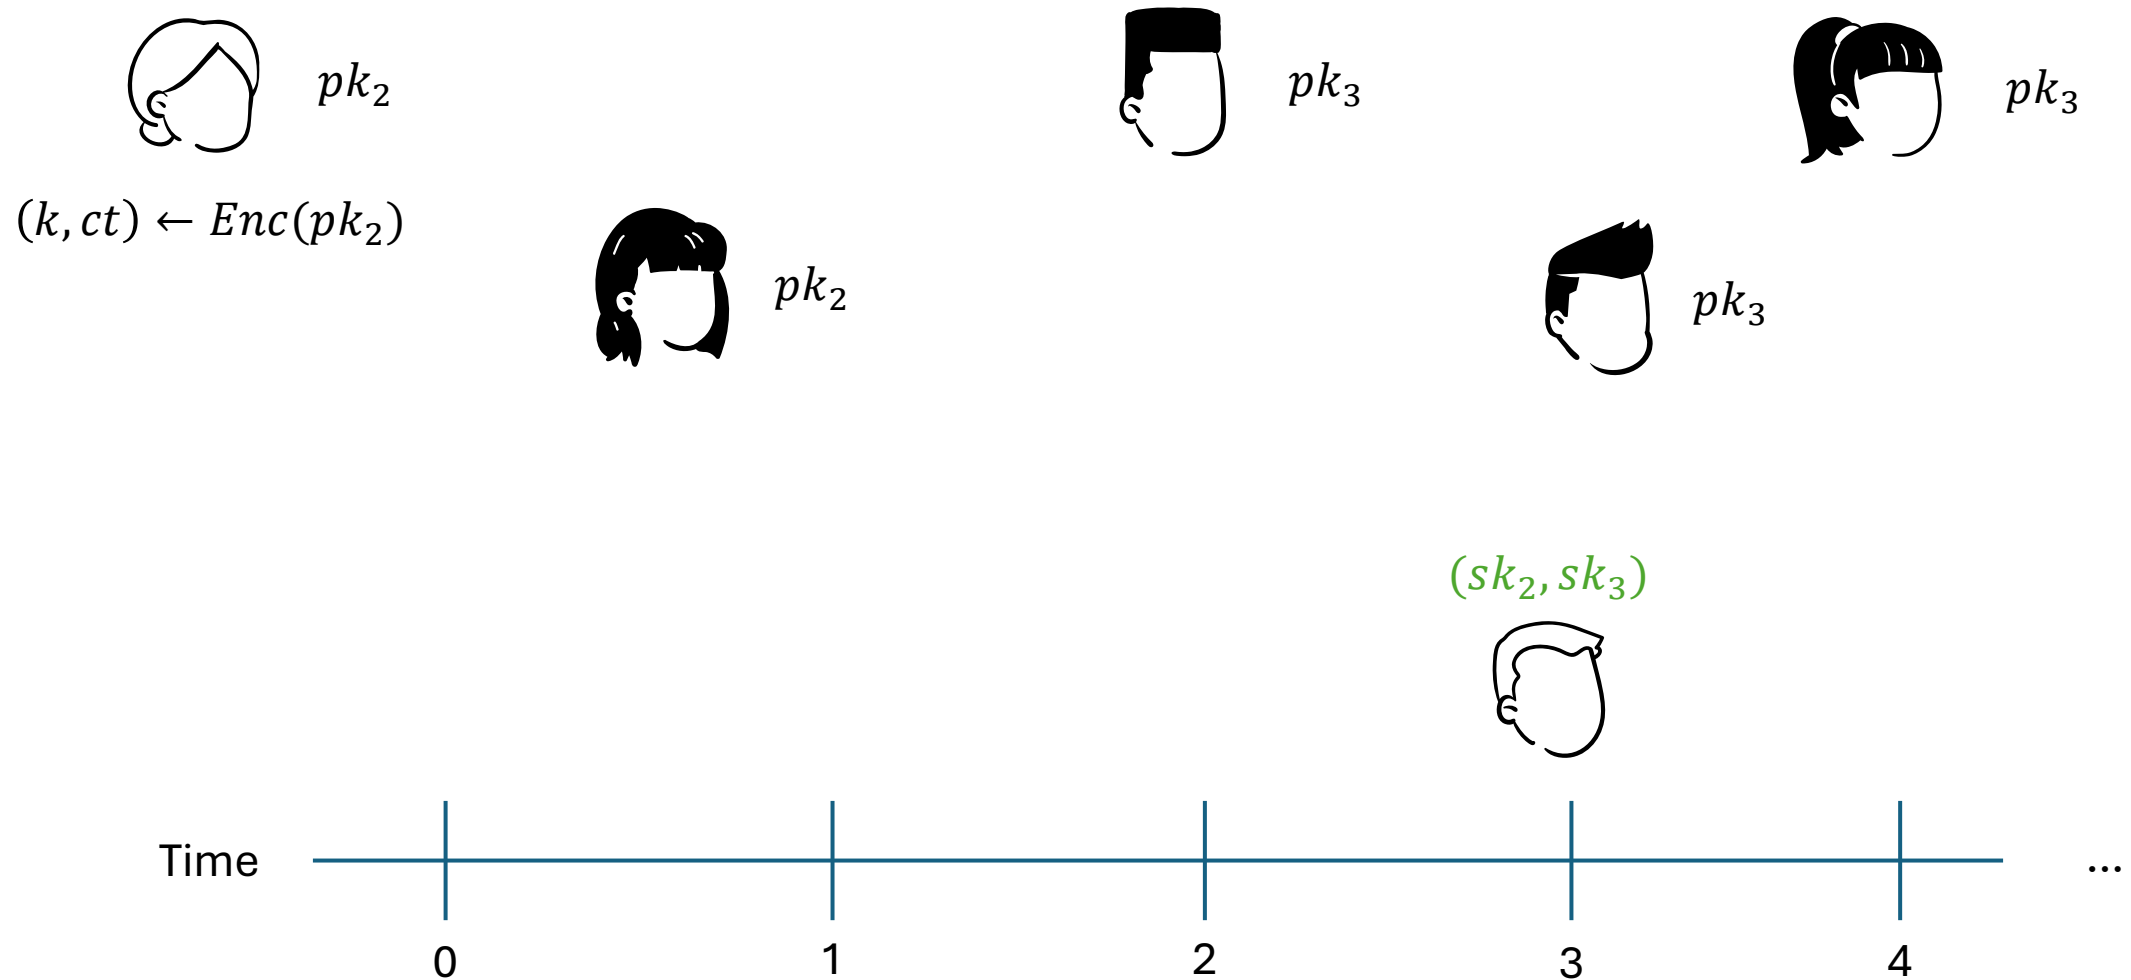 pk₂
pk₃
pk₃
(k, ct) ← Enc(pk₂)
pk₂
pk₃
(sk₂, sk₃)
Time
...
0
1
2
3
4